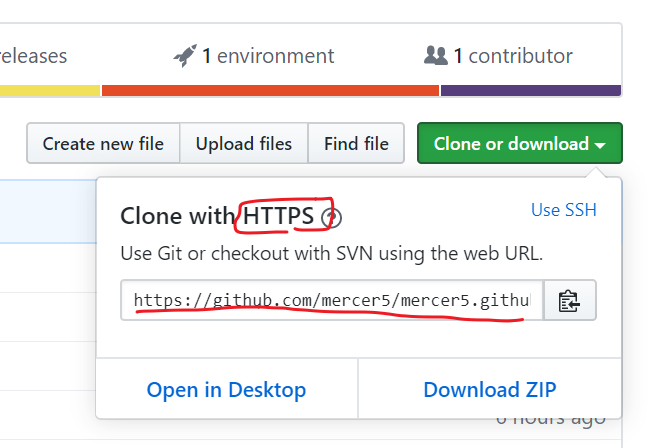 releases 1 environment 1 contributor
Create new file Upload files Find file Clone or download
Clone with HTTPS ? Use SSH
Use Git or checkout with SVN using the web URL.
https://github.com/mercer5/mercer5.githu
Open in Desktop Download ZIP
6 hours ago